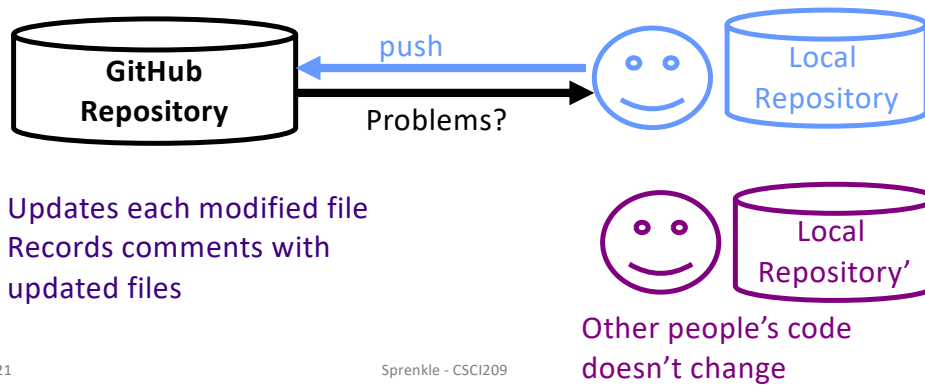 push
GitHub
Repository
Problems?
Local
Repository
Updates each modified file
Records comments with
updated files
Local
Repository’
Other people’s code
doesn’t change
21
Sprenkle - CSCI209